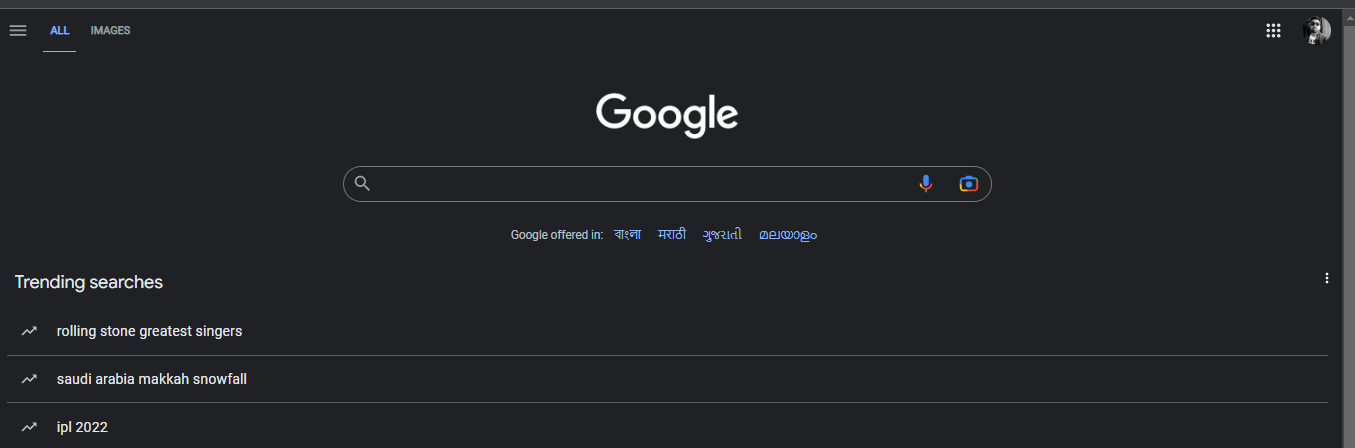 ALL IMAGES
Google
Google offered in: বাংলা मराठी ગુજરાતી മലയാളം
Trending searches
rolling stone greatest singers
saudi arabia makkah snowfall
ipl 2022